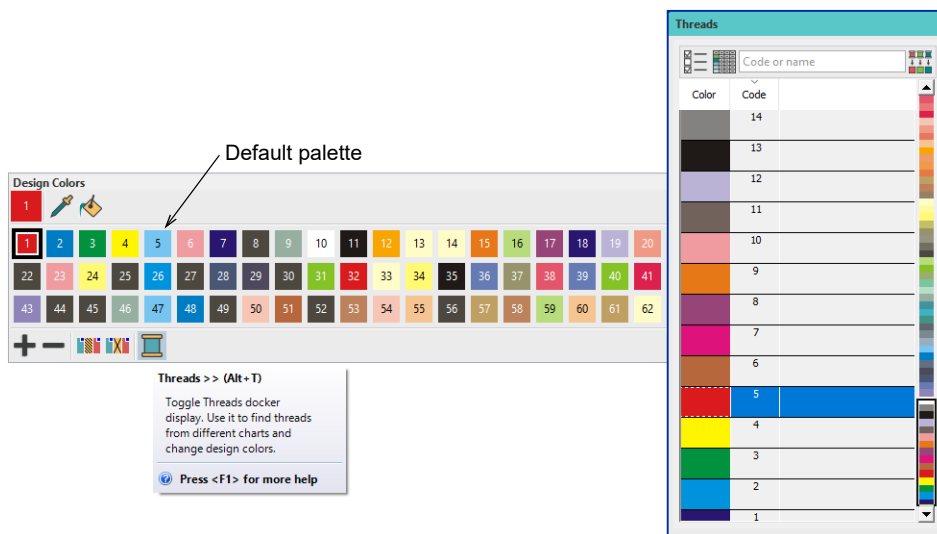 Default palette
Design Colors
1
1 2 3 4 5 6 7 8 9 10 11 12 13 14 15 16 17 18 19 20
22 23 24 25 26 27 28 29 30 31 32 33 34 35 36 37 38 39 40 41
43 44 45 46 47 48 49 50 51 52 53 54 55 56 57 58 59 60 61 62
Threads >> (Alt+T)
Toggle Threads docker
display. Use it to find threads
from different charts and
change design colors.
Press <F1> for more help
Threads
Code or name
Color Code
14
13
12
11
10
9
8
7
6
5
4
3
2
1